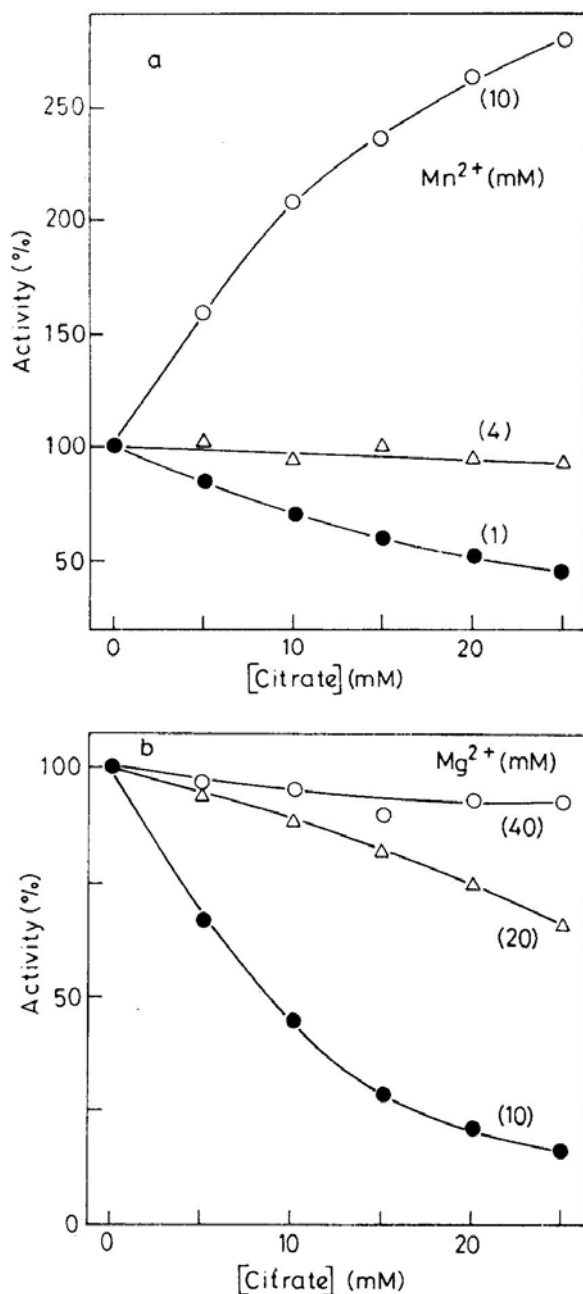 a
250
200
150
100
50
Activity (%)
(10)
Mn²⁺(mM)
(4)
(1)
0
10
20
[Citrate] (mM)
b
Mg²⁺(mM)
100
50
0
Activity (%)
(40)
(20)
(10)
0
10
20
[Citrate] (mM)